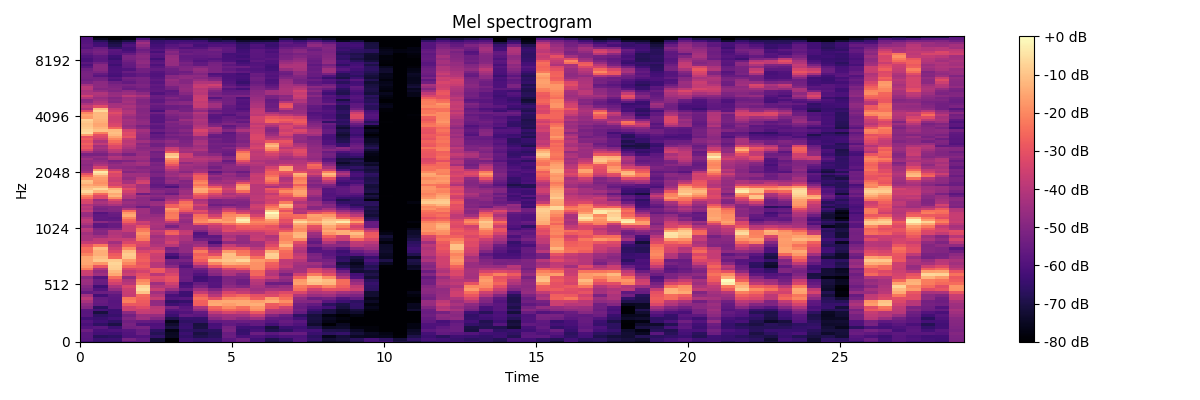 Mel spectrogram
Hz
8192
4096
2048
1024
512
0
0 5 10 15 20 25
Time
+0 dB
-10 dB
-20 dB
-30 dB
-40 dB
-50 dB
-60 dB
-70 dB
-80 dB